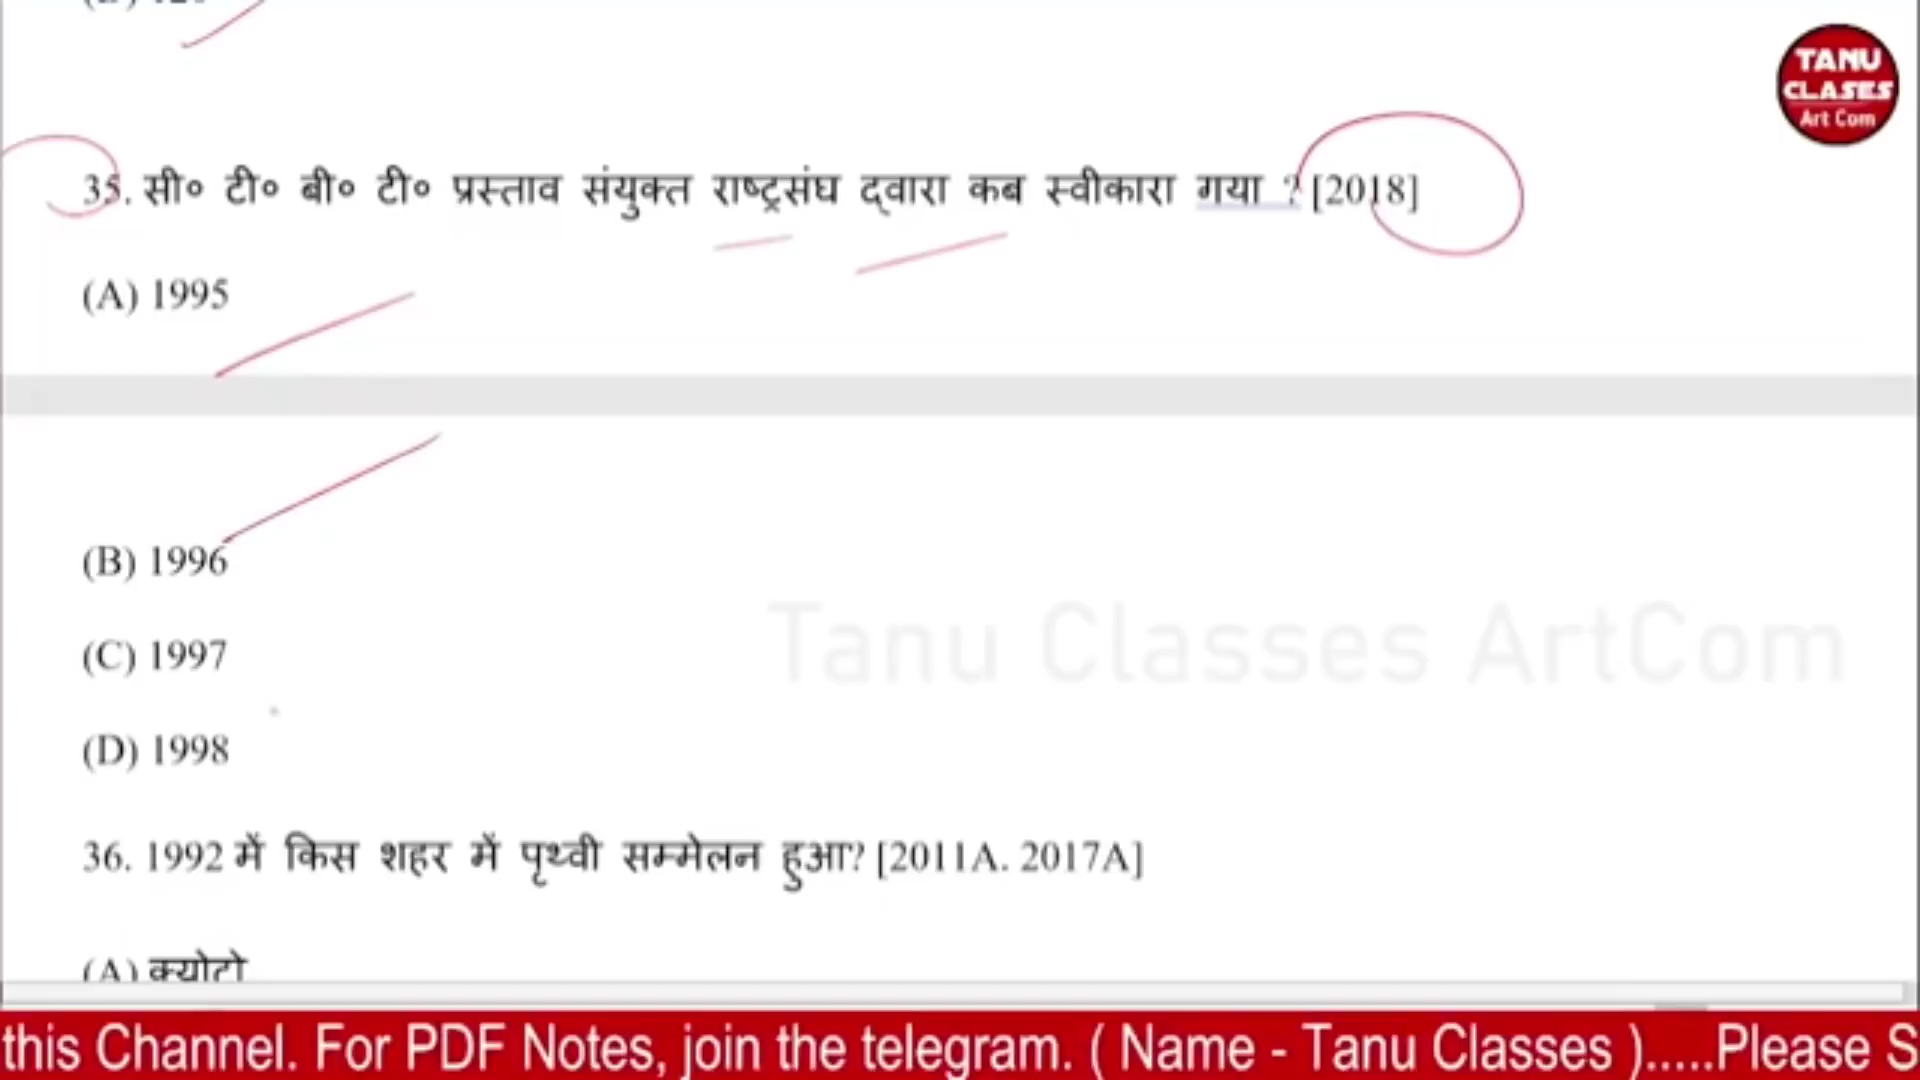 TANU
CLASES
Art Com
35. सी० टी० बी० टी० प्रस्ताव संयुक्त राष्ट्रसंघ द्वारा कब स्वीकारा गया ? [2018]
(A) 1995
(B) 1996
Tanu Classes ArtCom
(C) 1997
(D) 1998
36. 1992 में किस शहर में पृथ्वी सम्मेलन हुआ? [2011A. 2017A]
(A) क्योटो
this Channel. For PDF Notes, join the telegram. ( Name - Tanu Classes ).....Please S